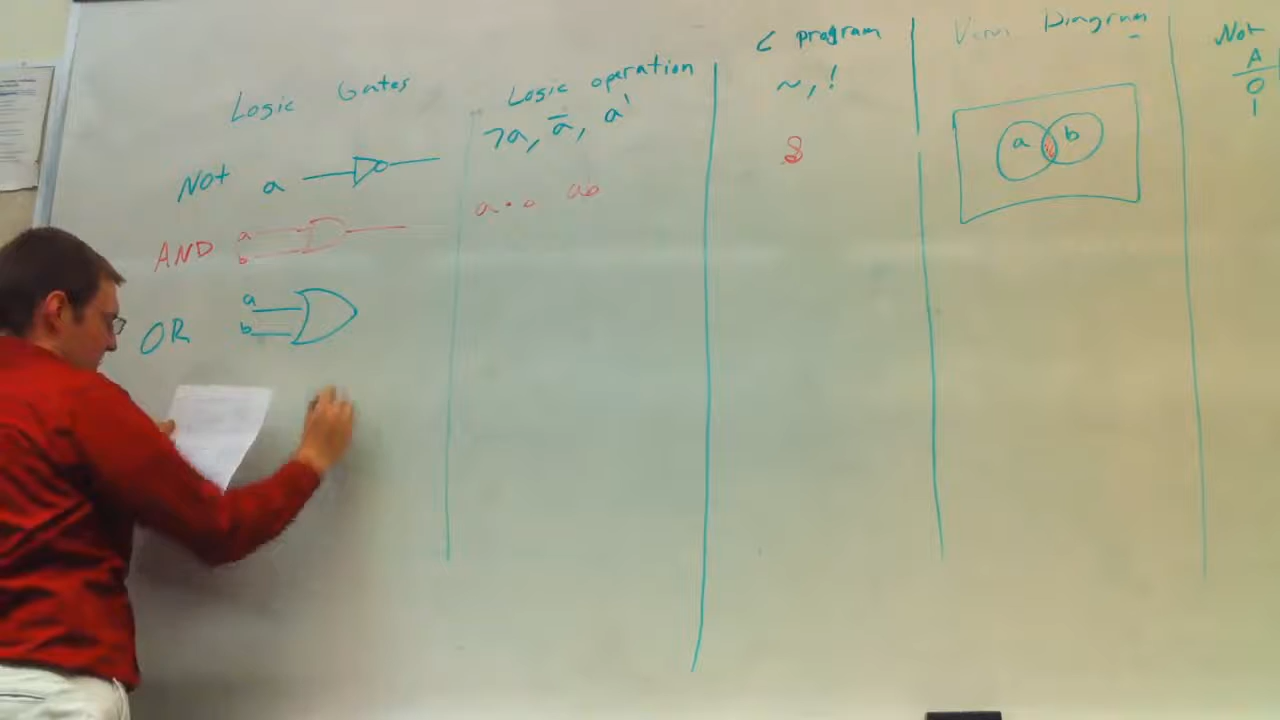 Logic Gates
Logic operation
C program
Venn Diagram
Not
A
0
1
NOT a
¬a, a̅, a'
~, !
a b
AND a
b
ab
&
OR a
b